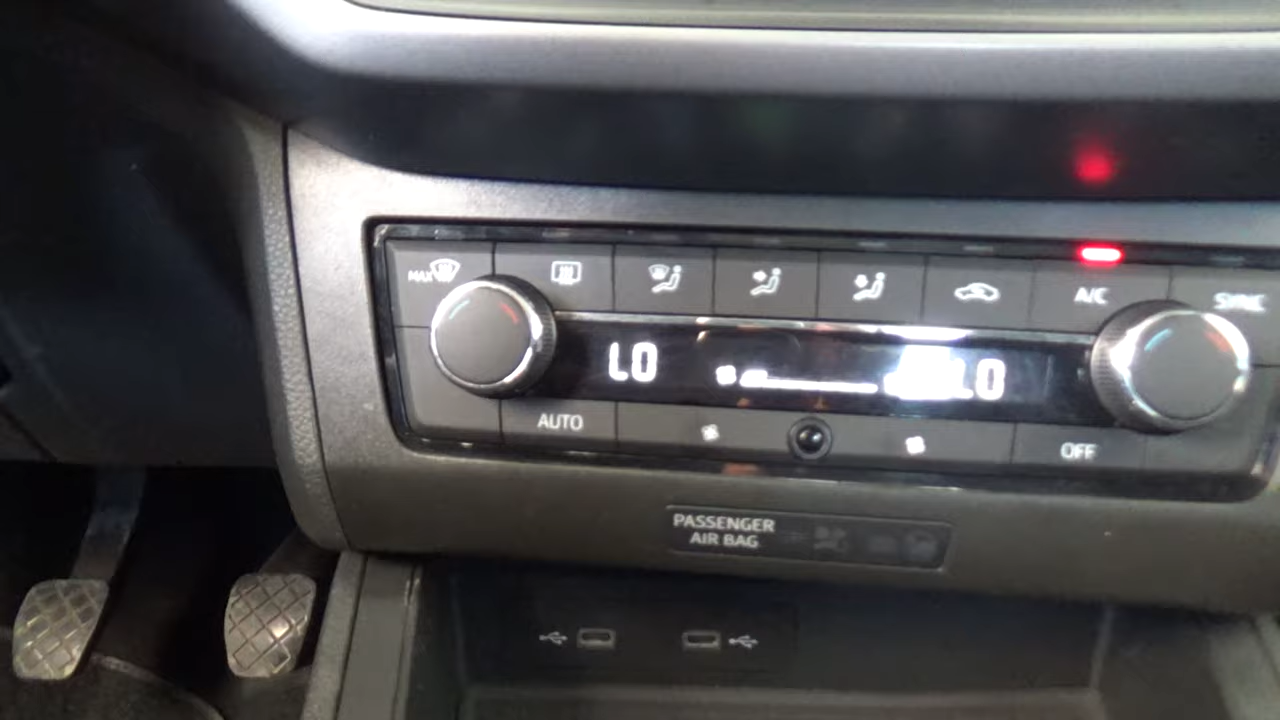 MAX
A/C
SYNC
LO
LO
AUTO
OFF
PASSENGER
AIR BAG